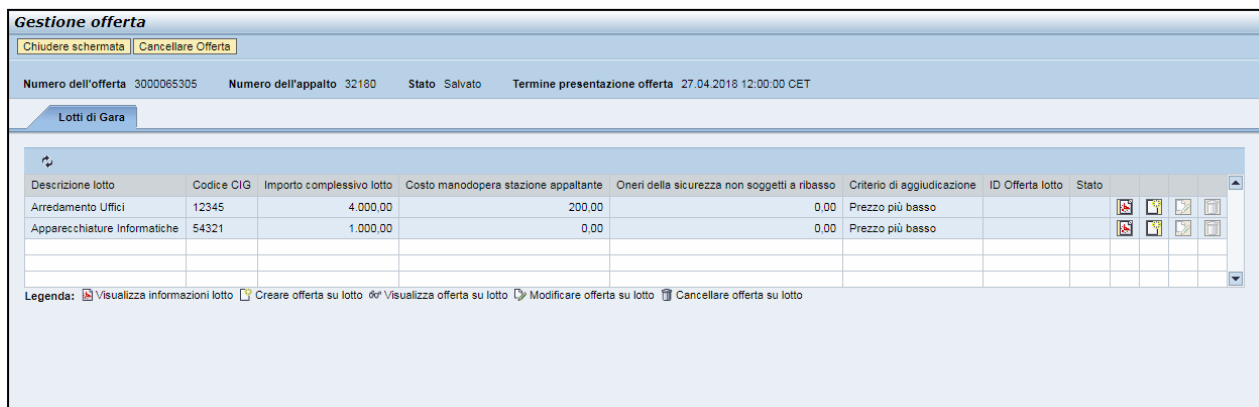 Gestione offerta
Chiudere schermata Cancellare Offerta
Numero dell'offerta 3000065305 Numero dell'appalto 32180 Stato Salvato Termine presentazione offerta 27.04.2018 12:00:00 CET
Lotti di Gara
Descrizione lotto Codice CIG Importo complessivo lotto Costo manodopera stazione appaltante Oneri della sicurezza non soggetti a ribasso Criterio di aggiudicazione ID Offerta lotto Stato
Arredamento Uffici 12345 4.000,00 200,00 0,00 Prezzo più basso
Apparecchiature Informatiche 54321 1.000,00 0,00 0,00 Prezzo più basso
Legenda: Visualizza informazioni lotto Creare offerta su lotto Visualizza offerta su lotto Modificare offerta su lotto Cancellare offerta su lotto